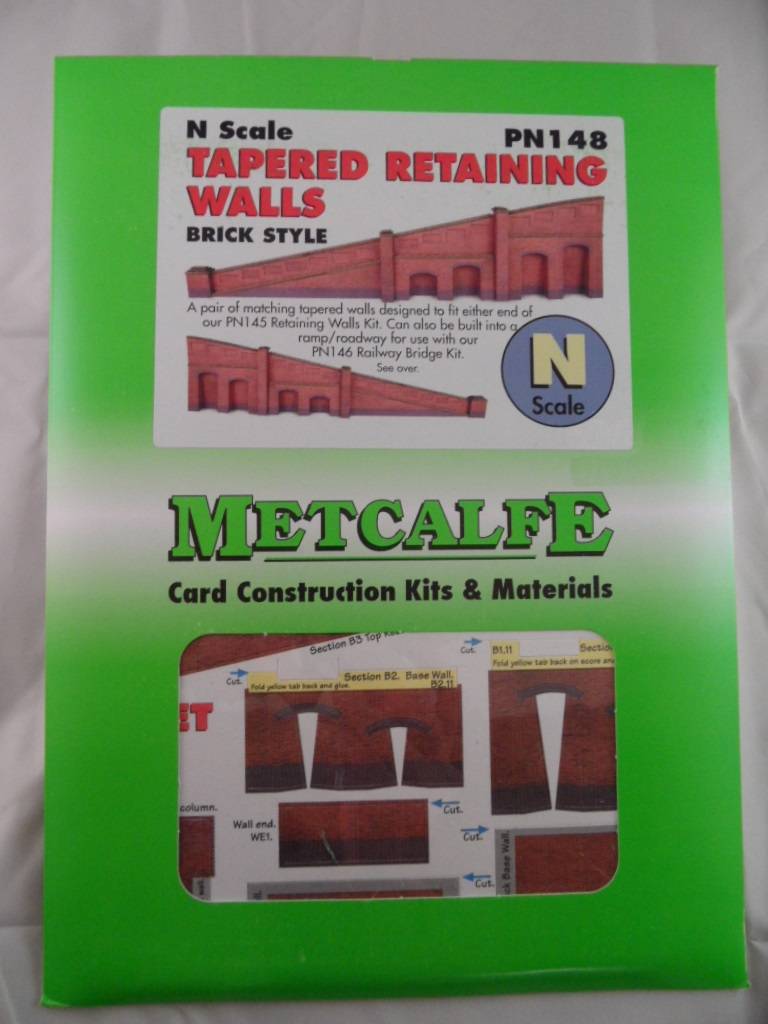 N Scale
PN148
TAPERED RETAINING
WALLS
BRICK STYLE
A pair of matching tapered walls designed to fit either end of
our PN145 Retaining Walls Kit. Can also be built into a
ramp/roadway for use with our
PN146 Railway Bridge Kit.
See over.
N
Scale
METCALFE
Card Construction Kits & Materials
Section B3 Top
Cut.
Section B2. Base Wall.
Fold yellow tab back and glue.
B2.11
Cut.
B1.11
Fold yellow tab back on score
ET
column.
Wall end.
WE1.
Cut.
Cut.
Cut.
Base Wall.